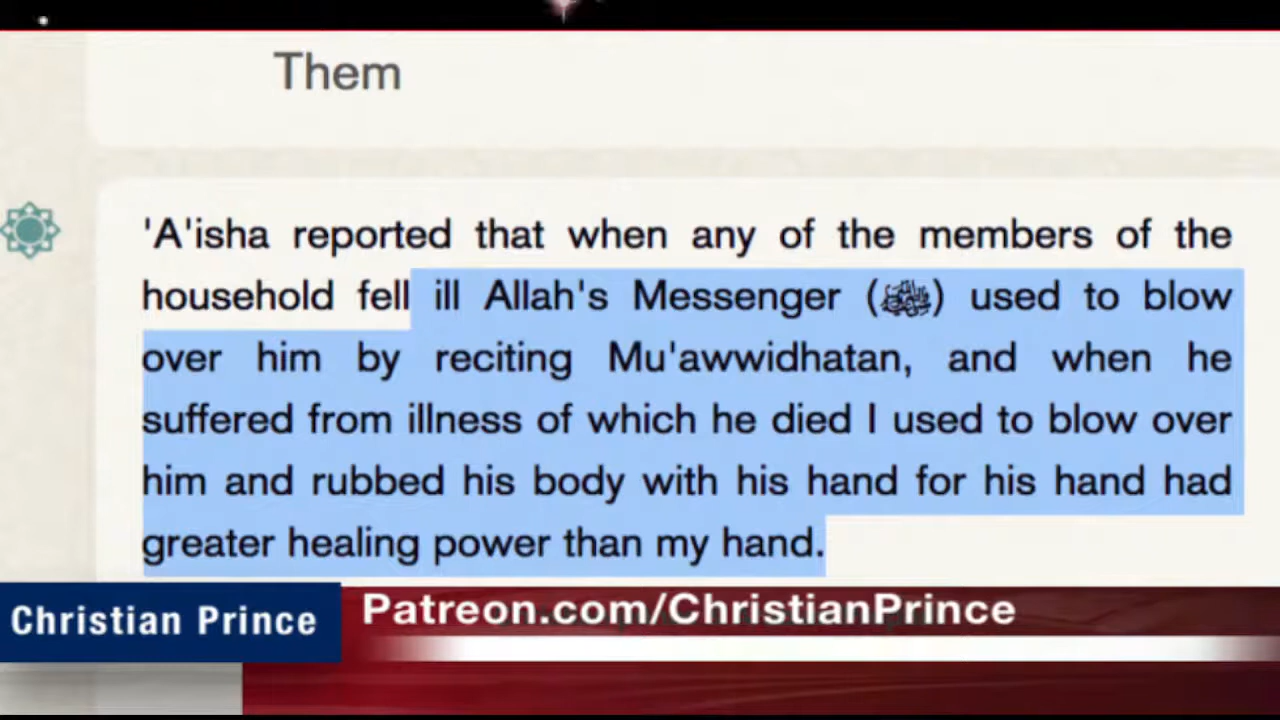 Them
'A'isha reported that when any of the members of the
household fell ill Allah's Messenger (ﷺ) used to blow
over him by reciting Mu'awwidhatan, and when he
suffered from illness of which he died I used to blow over
him and rubbed his body with his hand for his hand had
greater healing power than my hand.
Christian Prince
Patreon.com/ChristianPrince